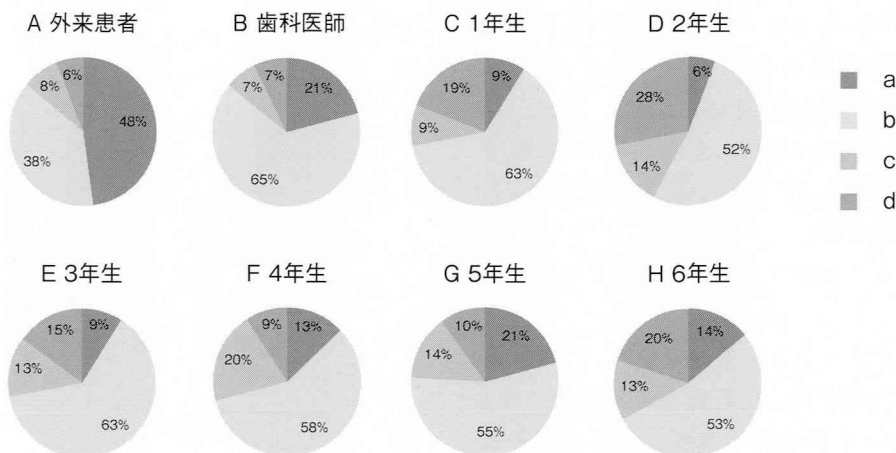 A 外来患者
B 歯科医師
C 1年生
D 2年生
6%
8%
48%
38%
7%
7%
21%
65%
19%
9%
9%
63%
6%
28%
14%
52%
a
b
c
d
E 3年生
F 4年生
G 5年生
H 6年生
15%
9%
13%
63%
9%
13%
20%
58%
10%
21%
14%
55%
20%
14%
13%
53%